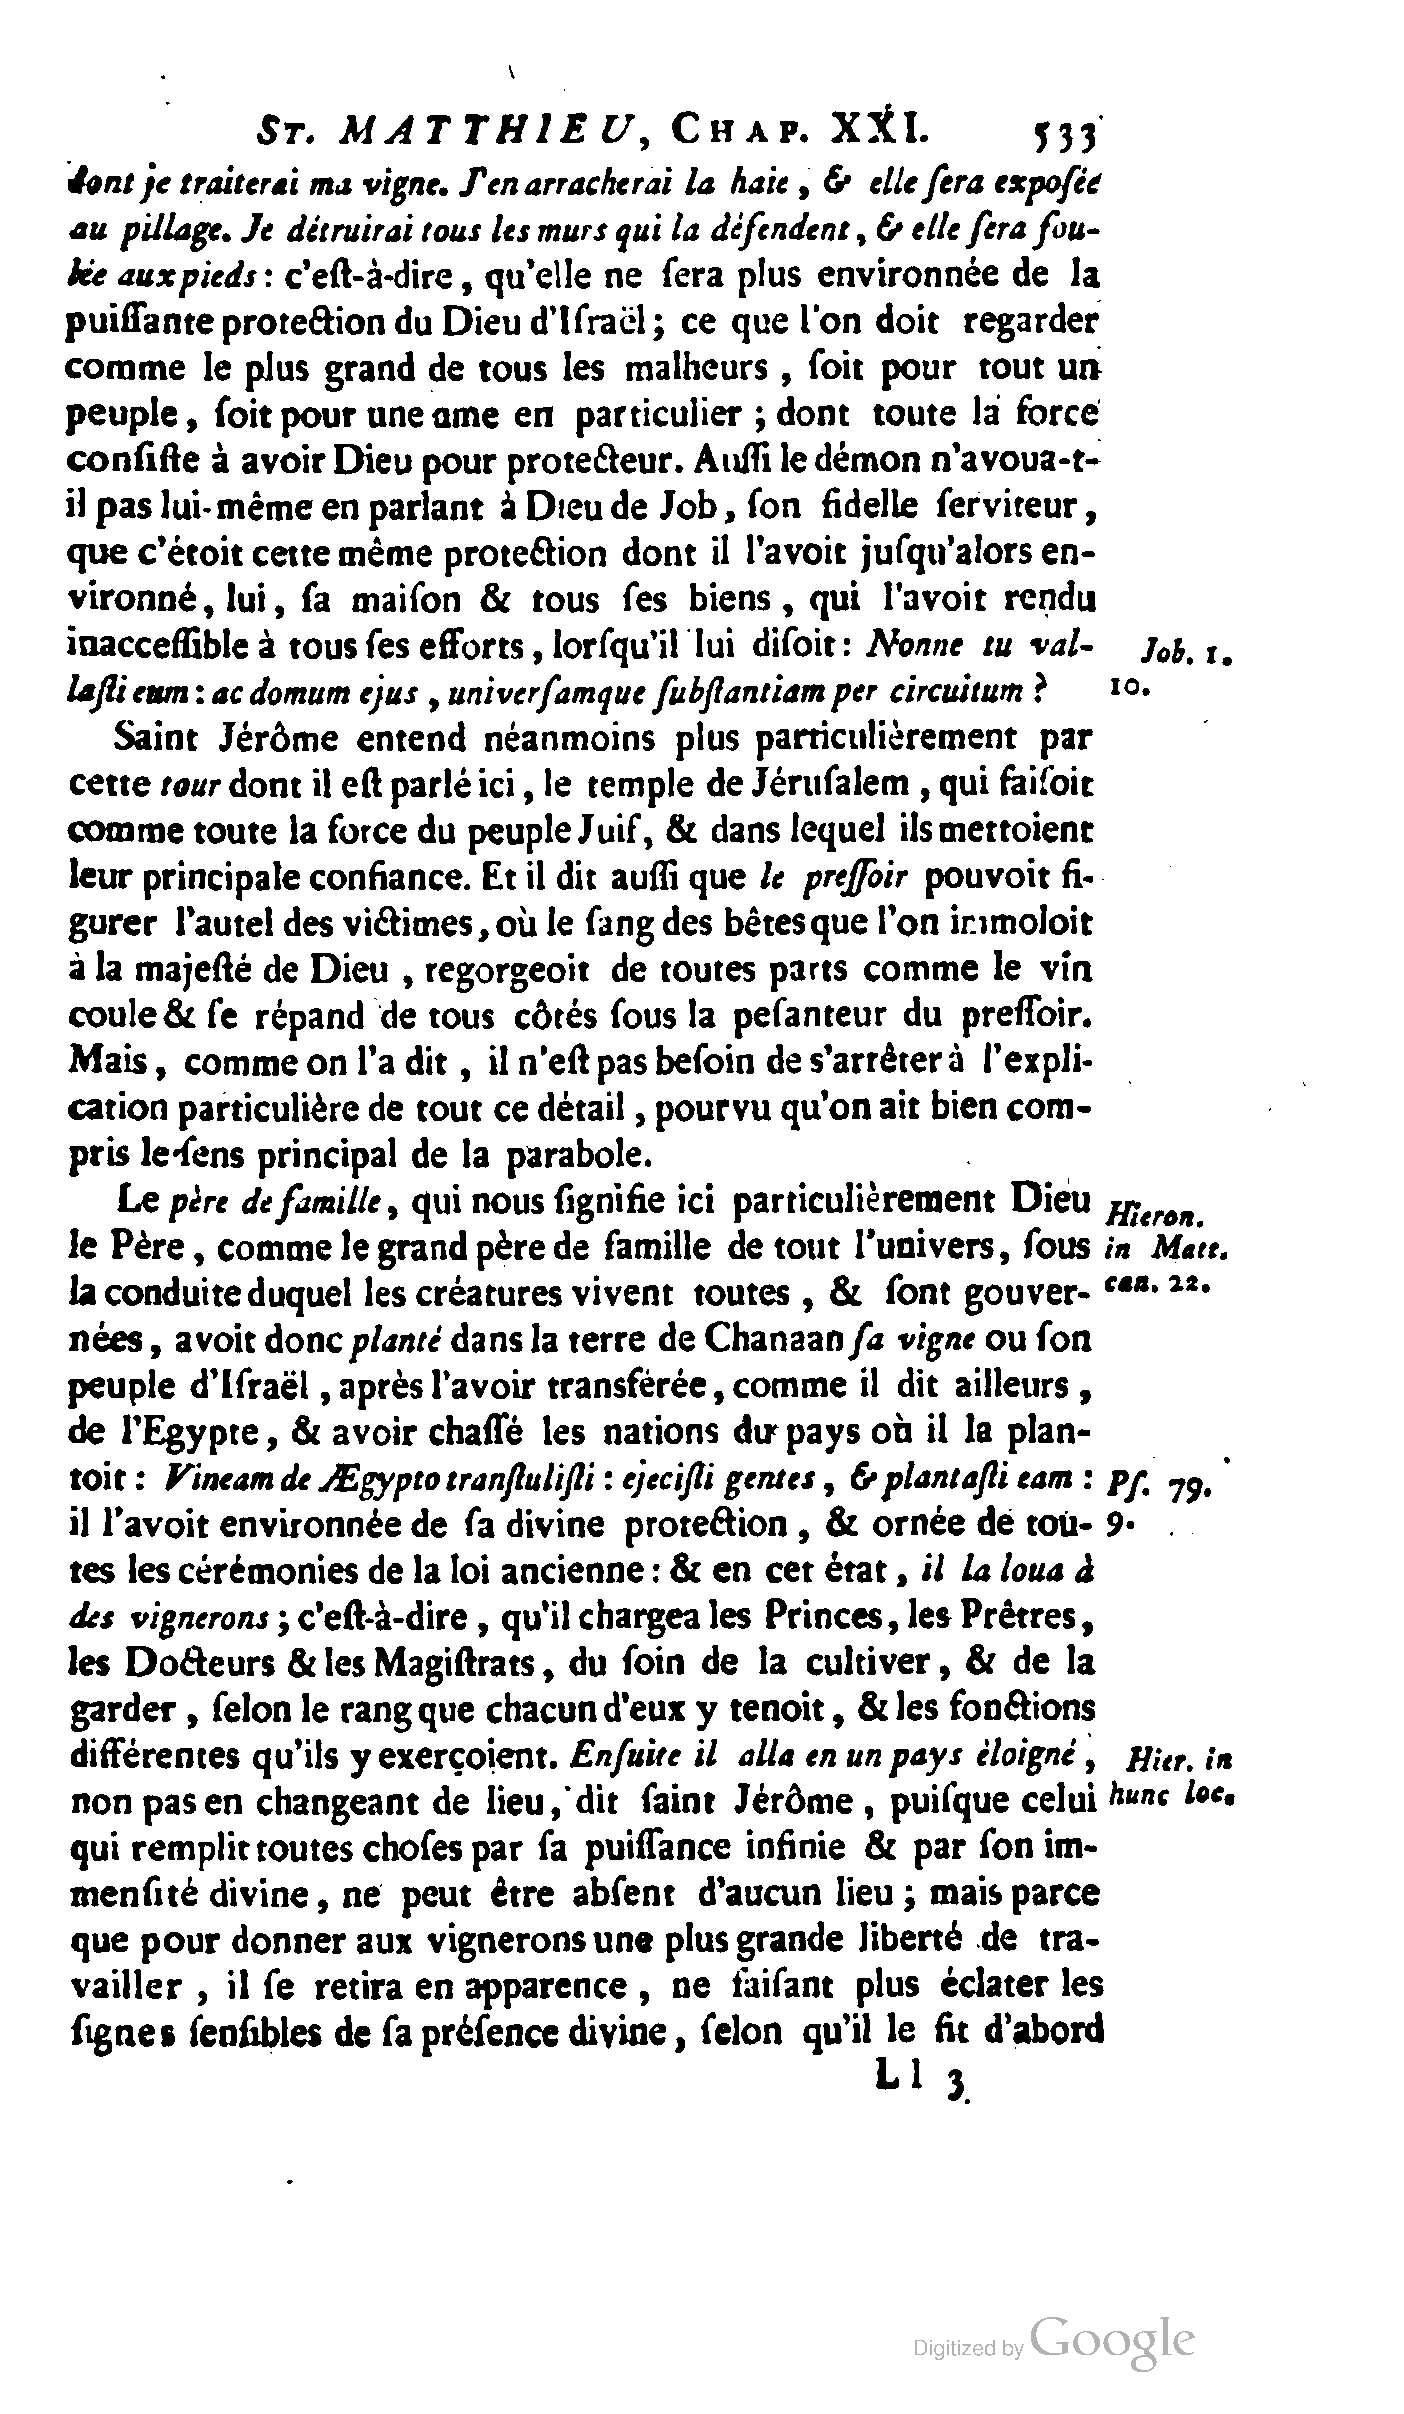 ST. MATTHIEU, CHAP. XXI. 533
dont je traiterai ma vigne. J'en arracherai la haie, & elle ſera expoſée
au pillage. Je détruirai tous les murs qui la défendent, & elle ſera fou-
lée aux pieds : c'eſt-à-dire, qu'elle ne ſera plus environnée de la
puiſſante protection du Dieu d'Iſraël ; ce que l'on doit regarder
comme le plus grand de tous les malheurs, ſoit pour tout un
peuple, ſoit pour une ame en particulier ; dont toute la force
conſiſte à avoir Dieu pour protecteur. Auſſi le démon n'avoua-t-
il pas lui-même en parlant à Dieu de Job, ſon fidelle ſerviteur,
que c'étoit cette même protection dont il l'avoit juſqu'alors en-
vironné, lui, ſa maiſon & tous ſes biens, qui l'avoit rendu
inacceſſible à tous ſes efforts, lorſqu'il lui diſoit : Nonne tu val-
Job. 1.
laſti eum : ac domum ejus, univerſamque ſubſtantiam per circuitum ?
10.
Saint Jérôme entend néanmoins plus particulièrement par
cette tour dont il eſt parlé ici, le temple de Jéruſalem, qui faiſoit
comme toute la force du peuple Juif, & dans lequel ils mettoient
leur principale confiance. Et il dit auſſi que le preſſoir pouvoit fi-
gurer l'autel des victimes, où le ſang des bêtes que l'on immoloit
à la majeſté de Dieu, regorgeoit de toutes parts comme le vin
coule & ſe répand de tous côtés ſous la peſanteur du preſſoir.
Mais, comme on l'a dit, il n'eſt pas beſoin de s'arrêter à l'expli-
cation particulière de tout ce détail, pourvu qu'on ait bien com-
pris le ſens principal de la parabole.
Le père de famille, qui nous ſignifie ici particulièrement Dieu
Hieron.
le Père, comme le grand père de famille de tout l'univers, ſous
in Matt.
la conduite duquel les créatures vivent toutes, & ſont gouver-
can. 22.
nées, avoit donc planté dans la terre de Chanaan ſa vigne ou ſon
peuple d'Iſraël, après l'avoir transférée, comme il dit ailleurs,
de l'Egypte, & avoir chaſſé les nations du pays où il la plan-
toit : Vineam de Ægypto tranſtuliſti : ejeciſti gentes, & plantaſti eam :
Pſ. 79.
il l'avoit environnée de ſa divine protection, & ornée de tou-
9.
tes les cérémonies de la loi ancienne : & en cet état, il la loua à
des vignerons ; c'eſt-à-dire, qu'il chargea les Princes, les Prêtres,
les Docteurs & les Magiſtrats, du ſoin de la cultiver, & de la
garder, ſelon le rang que chacun d'eux y tenoit, & les fonctions
différentes qu'ils y exerçoient. Enſuite il alla en un pays éloigné,
Hier. in
non pas en changeant de lieu, dit ſaint Jérôme, puiſque celui
hunc loc.
qui remplit toutes choſes par ſa puiſſance infinie & par ſon im-
menſité divine, ne peut être abſent d'aucun lieu ; mais parce
que pour donner aux vignerons une plus grande liberté de tra-
vailler, il ſe retira en apparence, ne faiſant plus éclater les
ſignes ſenſibles de ſa préſence divine, ſelon qu'il le fit d'abord
Ll 3
Digitized by Google